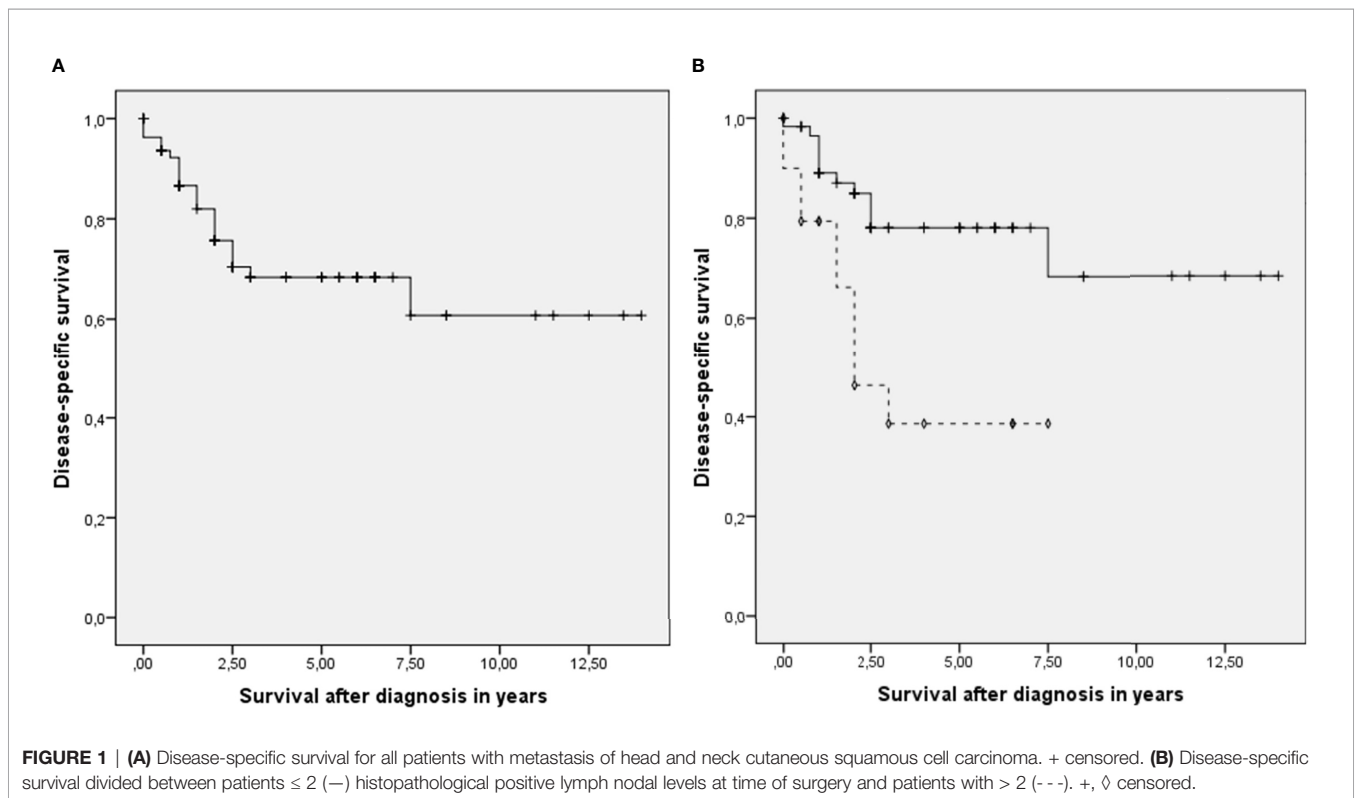 A
Disease-specific survival
1,0
0,8
0,6
0,4
0,2
0,0
,00 2,50 5,00 7,50 10,00 12,50
Survival after diagnosis in years
B
Disease-specific survival
1,0
0,8
0,6
0,4
0,2
0,0
,00 2,50 5,00 7,50 10,00 12,50
Survival after diagnosis in years
FIGURE 1 | (A) Disease-specific survival for all patients with metastasis of head and neck cutaneous squamous cell carcinoma. + censored. (B) Disease-specific
survival divided between patients ≤ 2 (—) histopathological positive lymph nodal levels at time of surgery and patients with > 2 (- - -). +, ◊ censored.